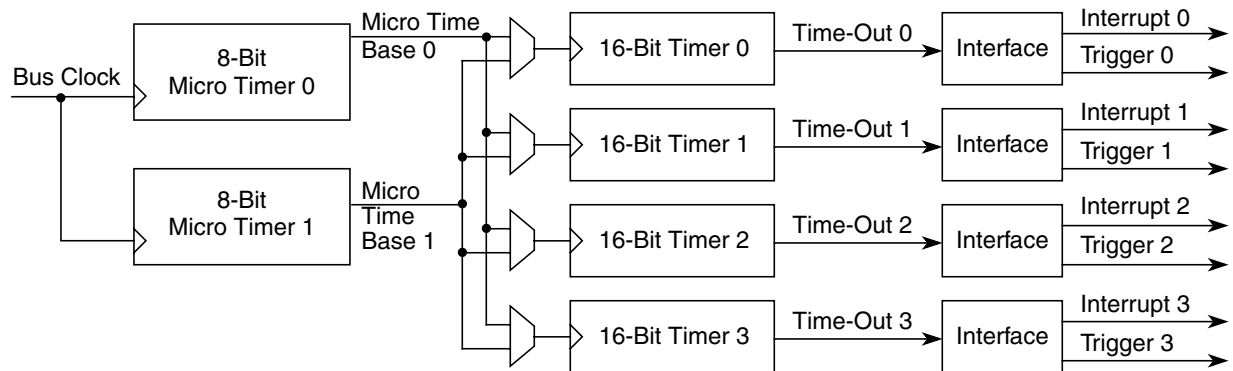 Bus Clock
8-Bit
Micro Timer 0
8-Bit
Micro Timer 1
Micro Time
Base 0
Micro
Time
Base 1
16-Bit Timer 0
Time-Out 0
Interface
Interrupt 0
Trigger 0
16-Bit Timer 1
Time-Out 1
Interface
Interrupt 1
Trigger 1
16-Bit Timer 2
Time-Out 2
Interface
Interrupt 2
Trigger 2
16-Bit Timer 3
Time-Out 3
Interface
Interrupt 3
Trigger 3